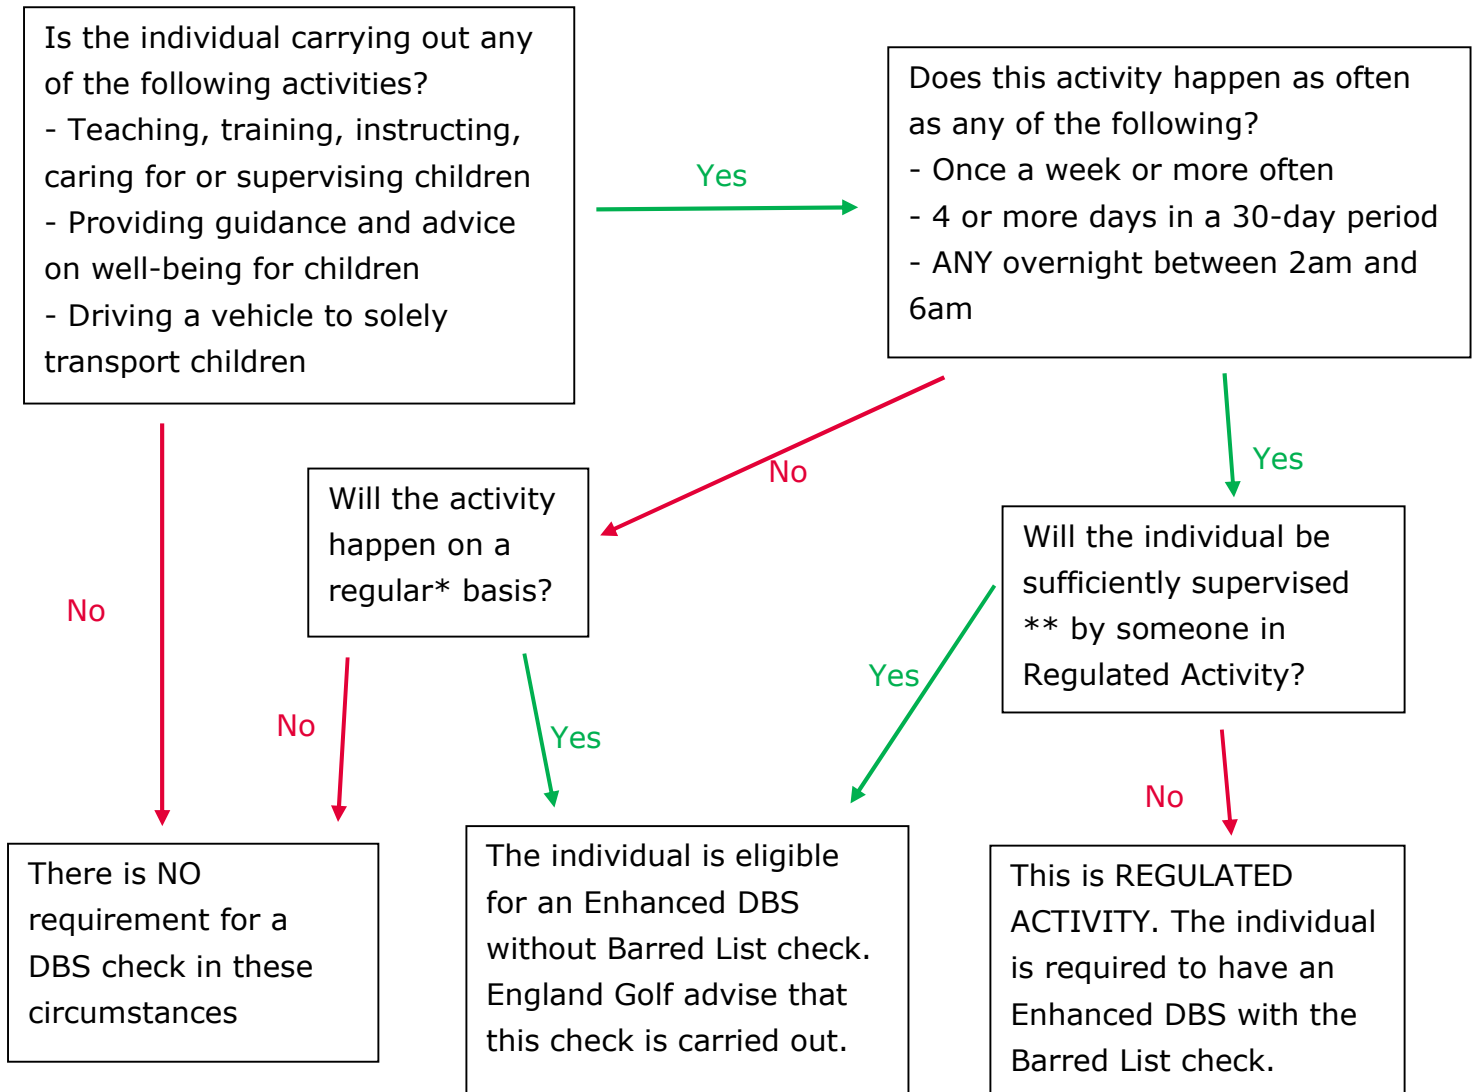 Is the individual carrying out any
of the following activities?
- Teaching, training, instructing,
caring for or supervising children
- Providing guidance and advice
on well-being for children
- Driving a vehicle to solely
transport children
Yes
Does this activity happen as often
as any of the following?
- Once a week or more often
- 4 or more days in a 30-day period
- ANY overnight between 2am and
6am
No
No
Yes
Will the activity
happen on a
regular* basis?
Will the individual be
sufficiently supervised
** by someone in
Regulated Activity?
No
Yes
Yes
No
There is NO
requirement for a
DBS check in these
circumstances
The individual is eligible
for an Enhanced DBS
without Barred List check.
England Golf advise that
this check is carried out.
This is REGULATED
ACTIVITY. The individual
is required to have an
Enhanced DBS with the
Barred List check.